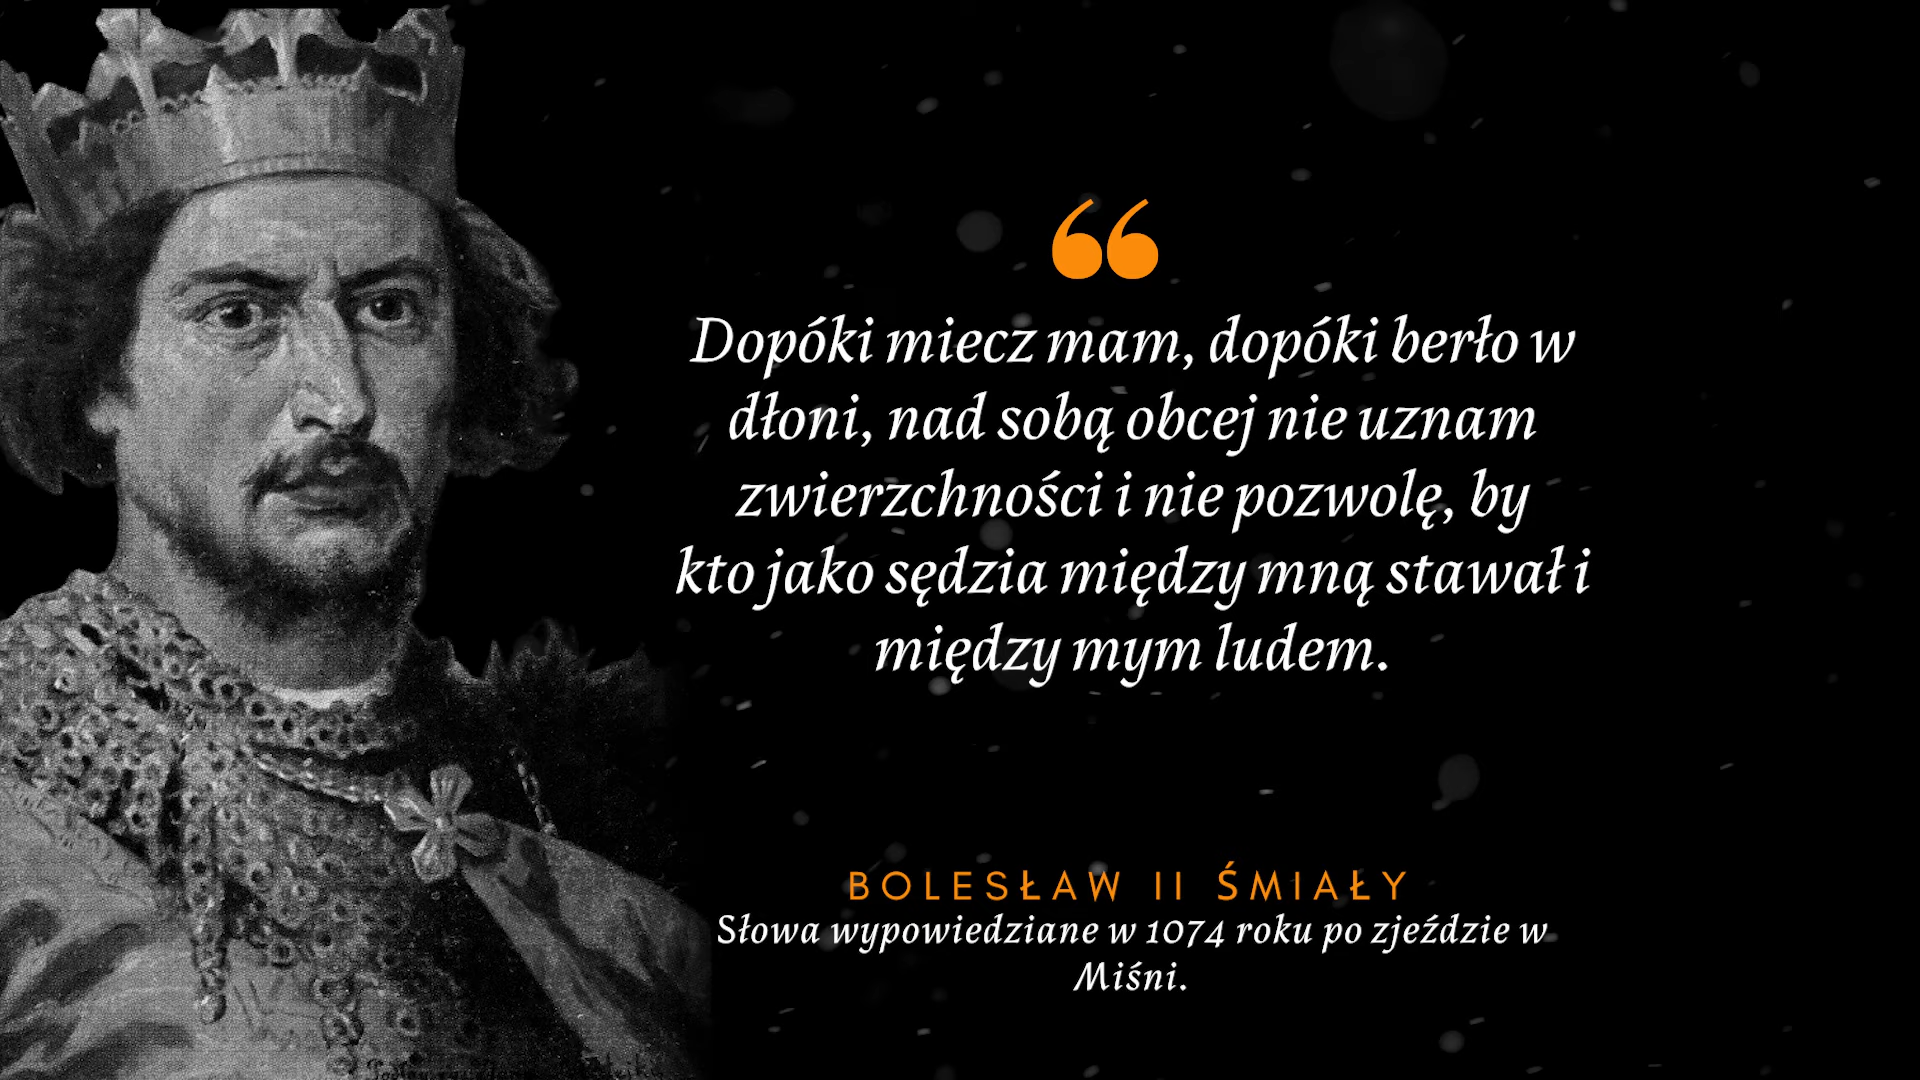 Dopóki miecz mam, dopóki berło w
dłoni, nad sobą obcej nie uznam
zwierzchności i nie pozwolę, by
kto jako sędzia między mną stawał i
między mym ludem.
BOLESŁAW II ŚMIAŁY
Słowa wypowiedziane w 1074 roku po zjeździe w
Miśni.